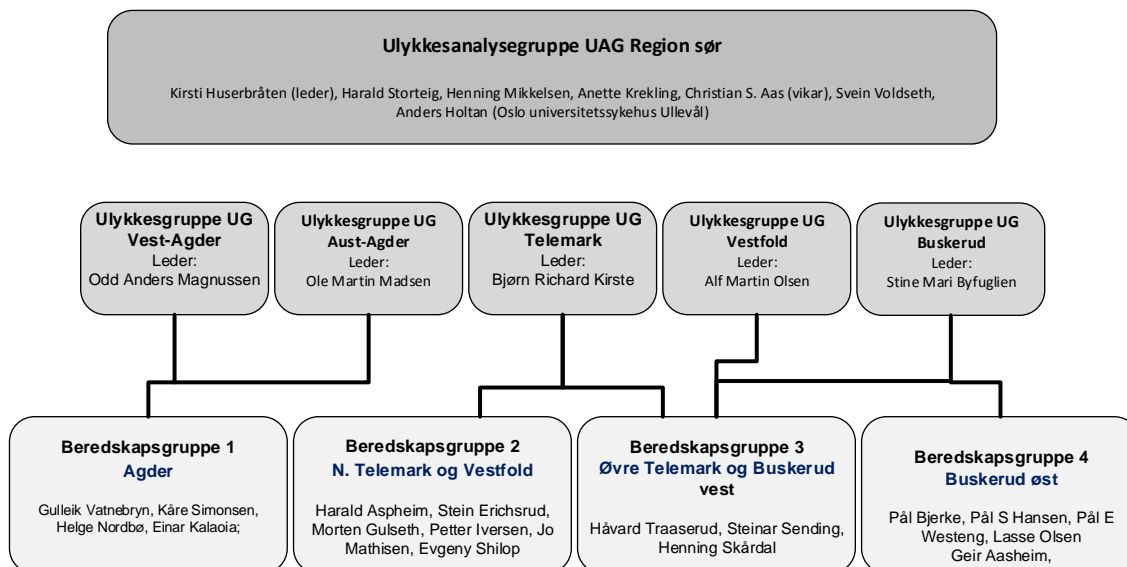 Ulykkesanalysegruppe UAG Region sør
Kirsti Huserbråten (leder), Harald Storteig, Henning Mikkelsen, Anette Krekling, Christian S. Aas (vikar), Svein Voldseth,
Anders Holtan (Oslo universitetssykehus Ullevål)
Ulykkesgruppe UG
Vest-Agder
Leder:
Odd Anders Magnussen
Ulykkesgruppe UG
Aust-Agder
Leder:
Ole Martin Madsen
Ulykkesgruppe UG
Telemark
Leder:
Bjørn Richard Kirste
Ulykkesgruppe UG
Vestfold
Leder:
Alf Martin Olsen
Ulykkesgruppe UG
Buskerud
Leder:
Stine Mari Byfuglien
Beredskapsgruppe 1
Agder
Gulleik Vatnebryn, Kåre Simonsen,
Helge Nordbø, Einar Kalaoia;
Beredskapsgruppe 2
N. Telemark og Vestfold
Harald Aspheim, Stein Erichsrud,
Morten Gulseth, Petter Iversen, Jo
Mathisen, Evgeny Shilop
Beredskapsgruppe 3
Øvre Telemark og Buskerud
vest
Håvard Traaserud, Steinar Sending,
Henning Skårdal
Beredskapsgruppe 4
Buskerud øst
Pål Bjerke, Pål S Hansen, Pål E
Westeng, Lasse Olsen
Geir Aasheim,